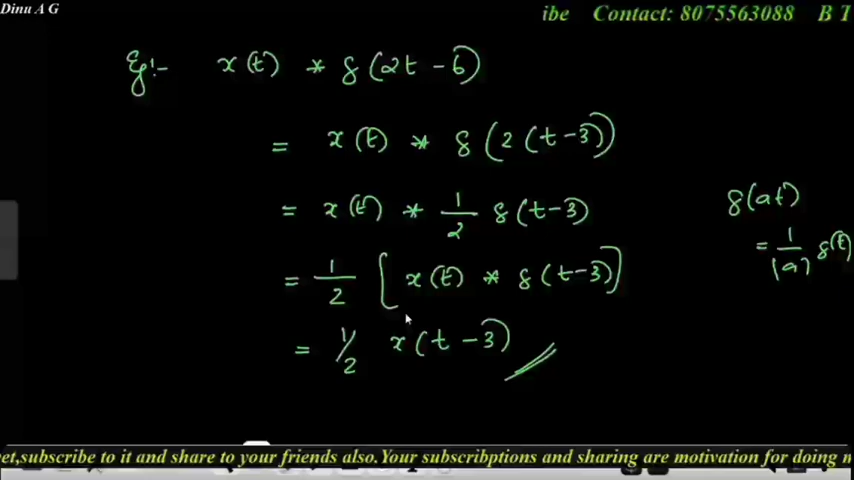 Dinu A G
ibe Contact: 8075563088 B T
Eg:- x(t) * δ(2t-6)
= x(t) * δ(2(t-3))
= x(t) * 1/2 δ(t-3)
δ(at)
= 1/|a| δ(t)
= 1/2 [x(t) * δ(t-3)]
= 1/2 x(t-3)
et,subscribe to it and share to your friends also.Your subscribptions and sharing are motivation for doing m